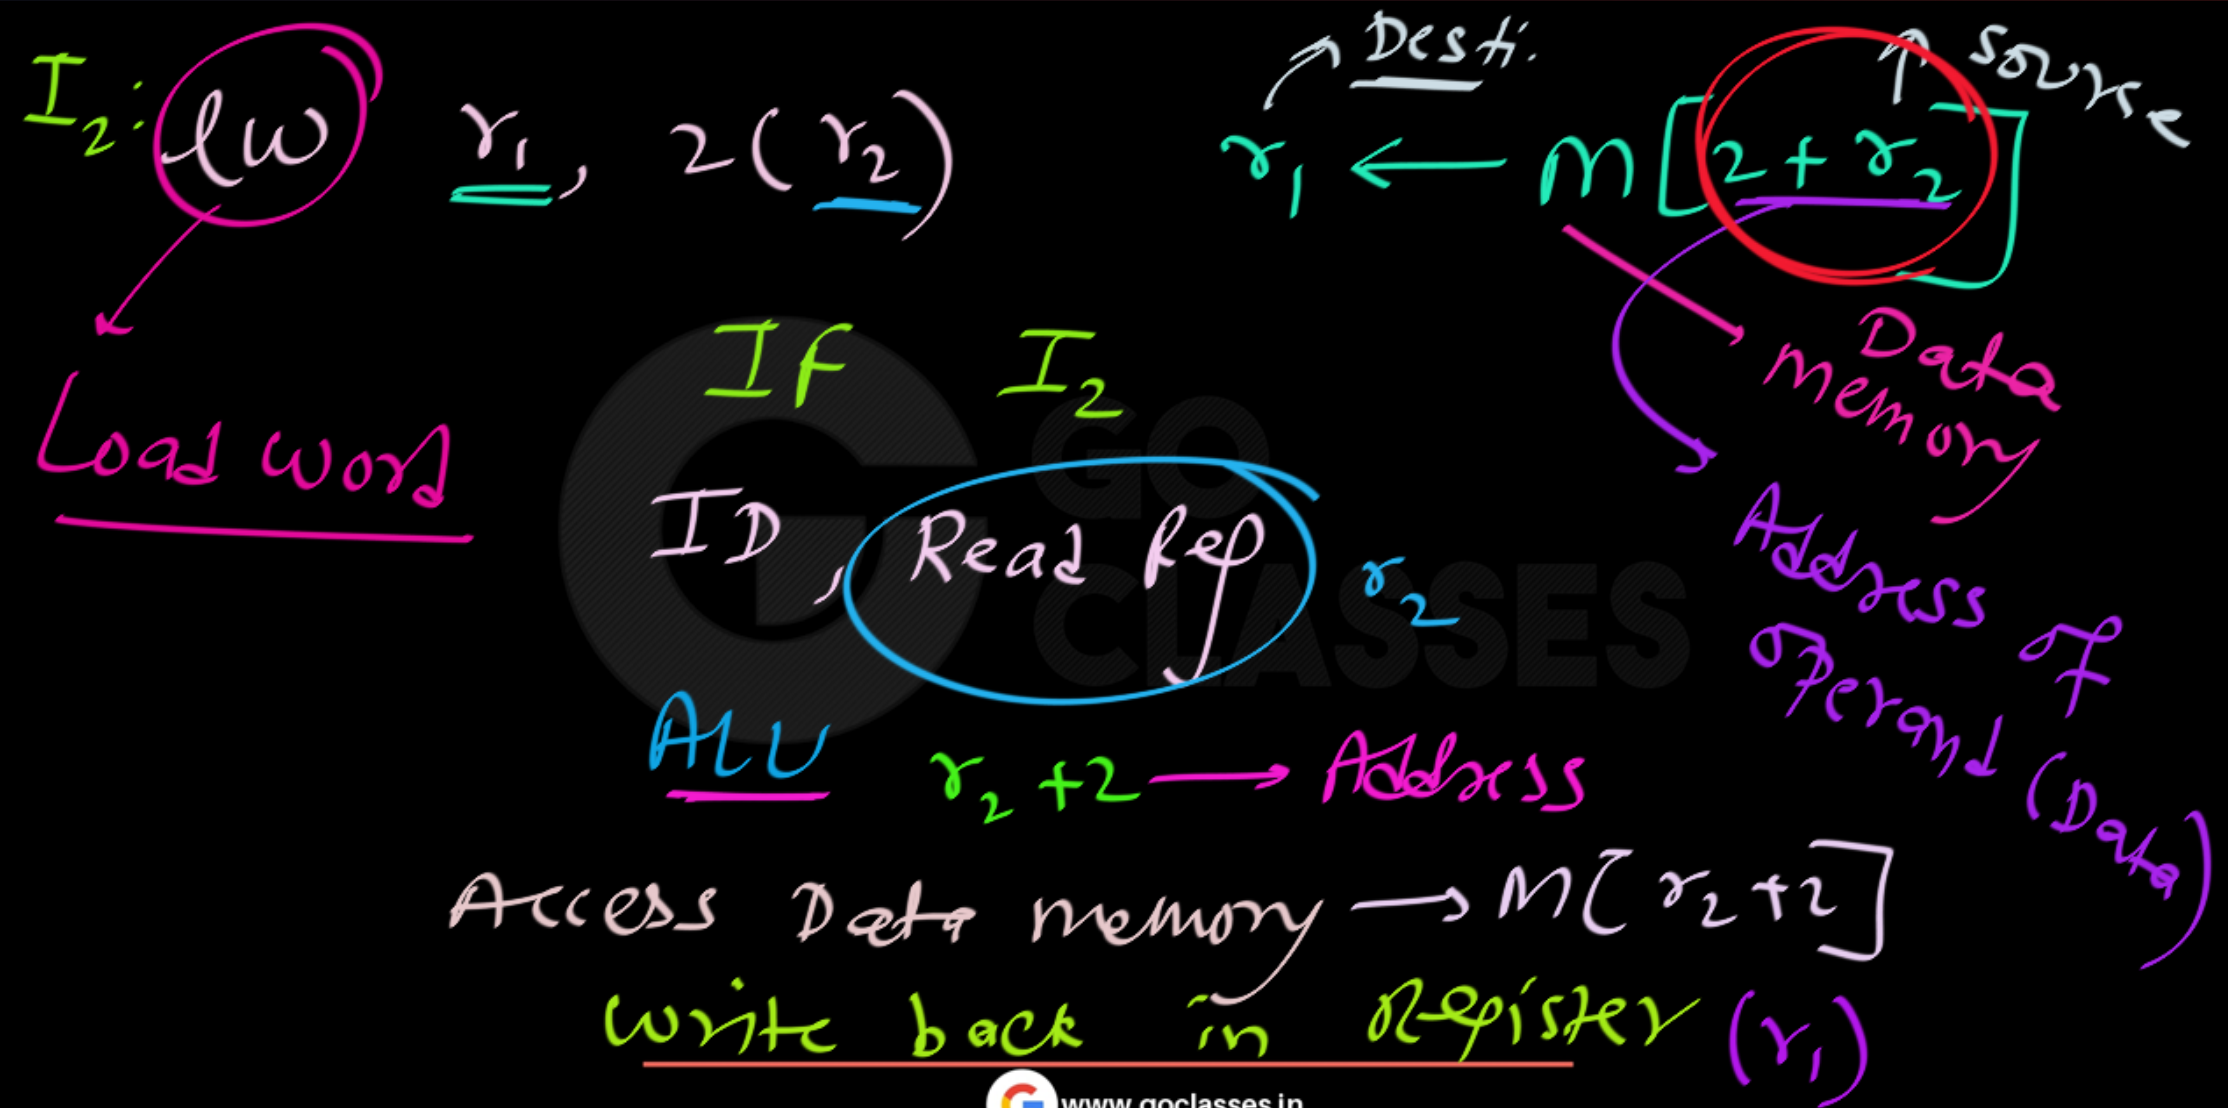 I2: lw r1, 2(r2)
Desti.
source
r1 ← M[2 + r2]
Load word
Data
memory
Address of
operand (Data)
IF I2
ID, Read Reg r2
ALU r2 + 2 → Address
Access Data memory → M[r2+2]
write back in Register (r1)
GO
CLASSES
www.goclasses.in